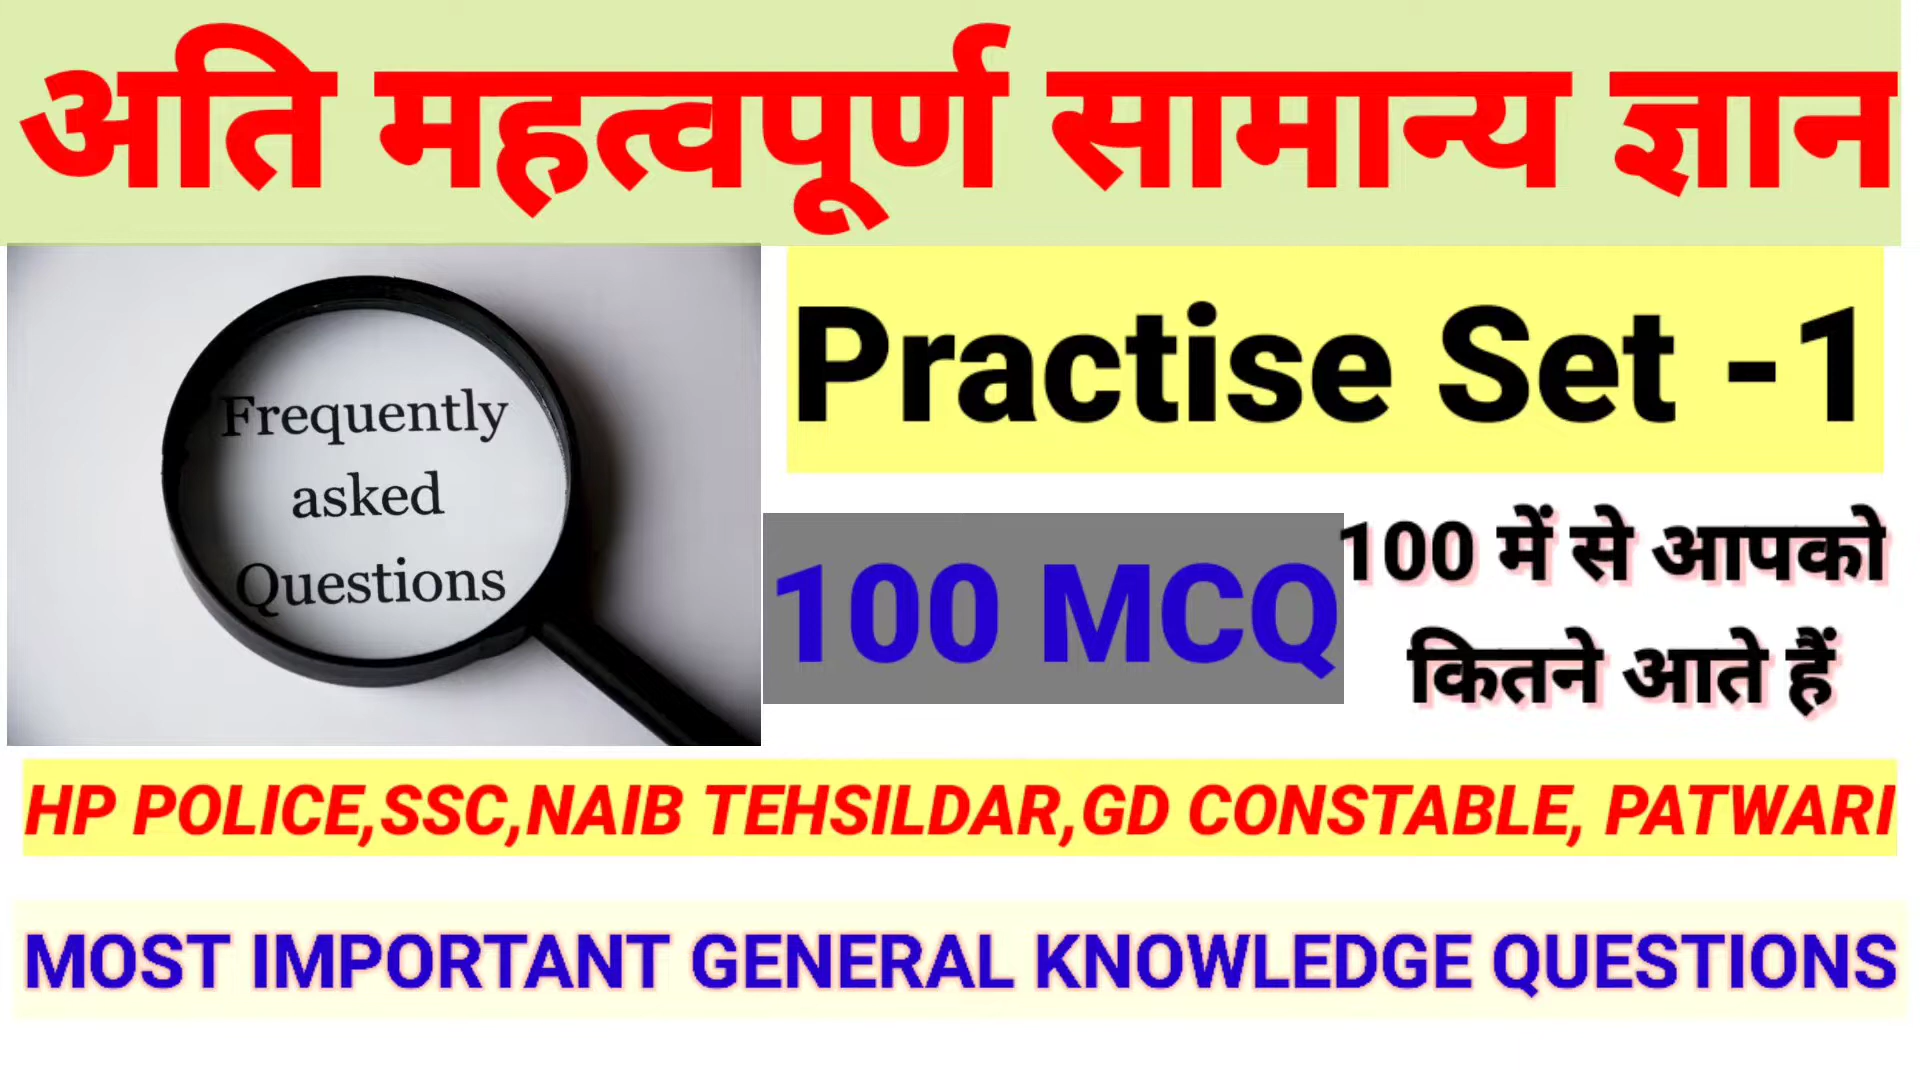 अति महत्वपूर्ण सामान्य ज्ञान
Frequently
asked
Questions
Practise Set -1
100 MCQ
100 में से आपको
कितने आते हैं
HP POLICE,SSC,NAIB TEHSILDAR,GD CONSTABLE, PATWARI
MOST IMPORTANT GENERAL KNOWLEDGE QUESTIONS